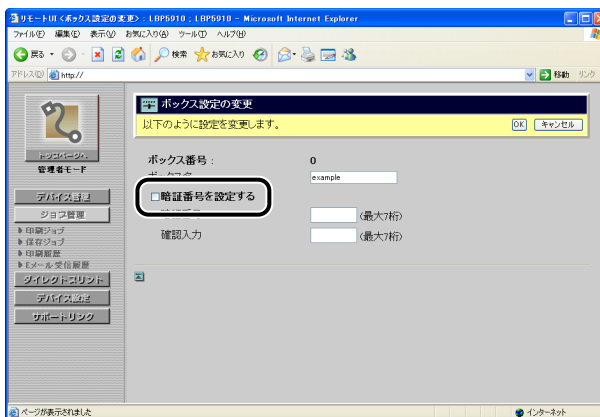 リモートUI <ボックス設定の変更> : LBP5910 ; LBP5910 - Microsoft Internet Explorer
ファイル(F) 編集(E) 表示(V) お気に入り(A) ツール(T) ヘルプ(H)
戻る 検索 お気に入り
アドレス(D) http:// 移動 リンク
トップページへ
管理者モード
デバイス管理
ジョブ管理
印刷ジョブ
保存ジョブ
印刷履歴
Eメール受信履歴
ダイレクトプリント
デバイス設定
サポートリンク
ボックス設定の変更
以下のように設定を変更します。 OK キャンセル
ボックス番号 : 0
ボックス名 example
暗証番号を設定する
暗証番号 (最大7桁)
確認入力 (最大7桁)
ページが表示されました インターネット